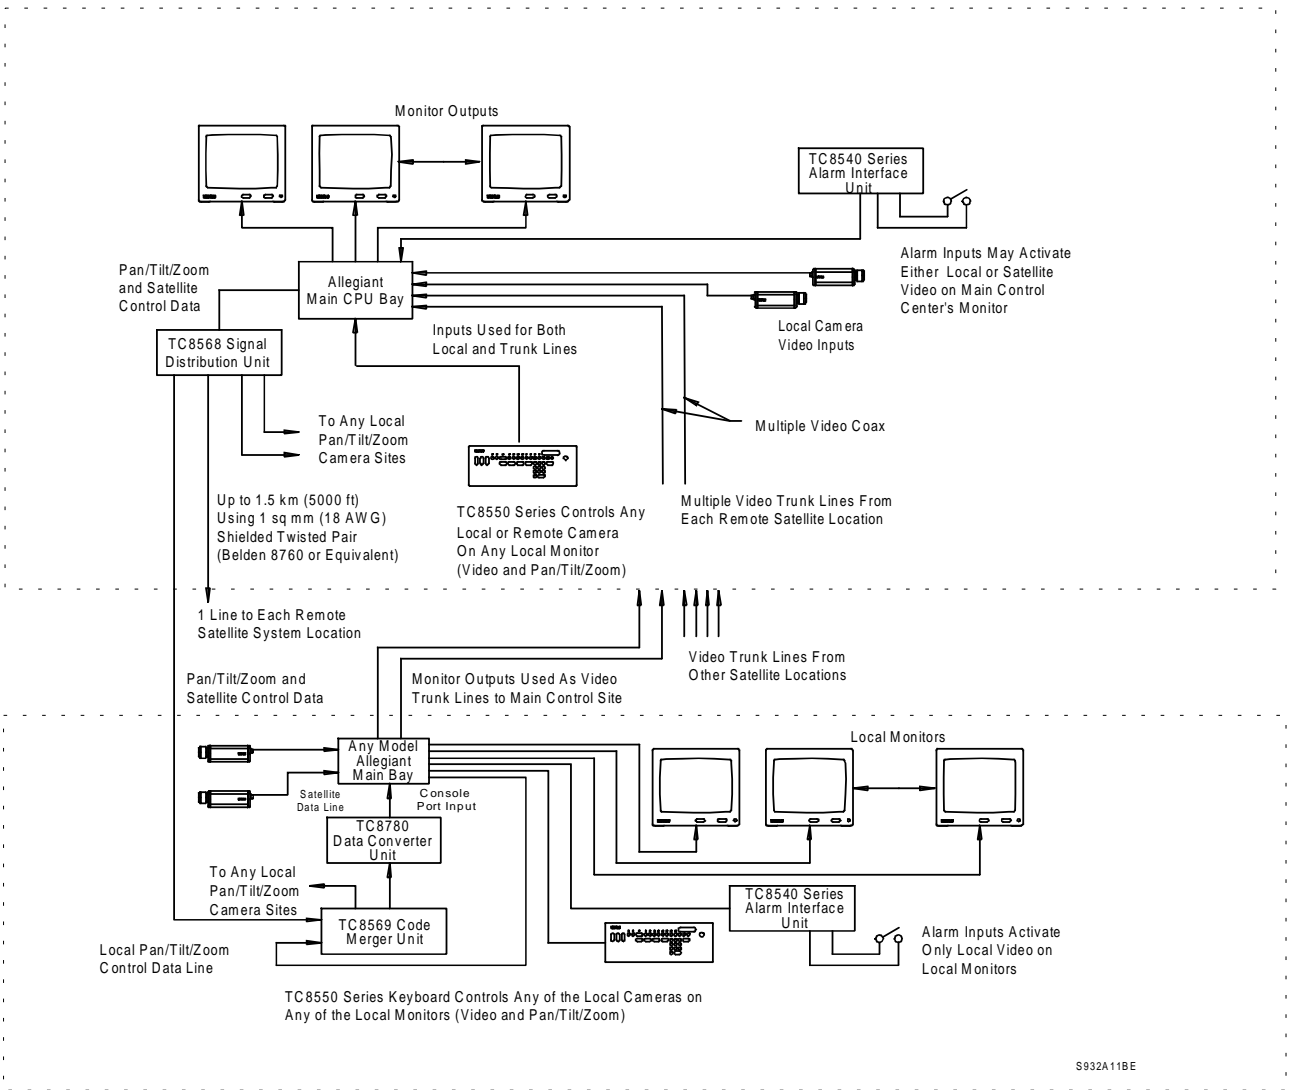 Monitor Outputs
TC8540 Series
Alarm Interface
Unit
Alarm Inputs May Activate
Either Local or Satellite
Video on Main Control
Center's Monitor
Pan/Tilt/Zoom
and Satellite
Control Data
Allegiant
Main CPU Bay
Local Camera
Video Inputs
Inputs Used for Both
Local and Trunk Lines
TC8568 Signal
Distribution Unit
To Any Local
Pan/Tilt/Zoom
Camera Sites
Multiple Video Coax
Up to 1.5 km (5000 ft)
Using 1 sq mm (18 AWG)
Shielded Twisted Pair
(Belden 8760 or Equivalent)
TC8550 Series Controls Any
Local or Remote Camera
On Any Local Monitor
(Video and Pan/Tilt/Zoom)
Multiple Video Trunk Lines From
Each Remote Satellite Location
1 Line to Each Remote
Satellite System Location
Video Trunk Lines From
Other Satellite Locations
Pan/Tilt/Zoom and
Satellite Control Data
Monitor Outputs Used As Video
Trunk Lines to Main Control Site
Any Model
Allegiant
Main Bay
Local Monitors
Satellite
Data Line
Console
Port Input
TC8780
Data Converter
Unit
To Any Local
Pan/Tilt/Zoom
Camera Sites
TC8569 Code
Merger Unit
TC8540 Series
Alarm Interface
Unit
Alarm Inputs Activate
Only Local Video on
Local Monitors
Local Pan/Tilt/Zoom
Control Data Line
TC8550 Series Keyboard Controls Any of the Local Cameras on
Any of the Local Monitors (Video and Pan/Tilt/Zoom)
S932A11BE